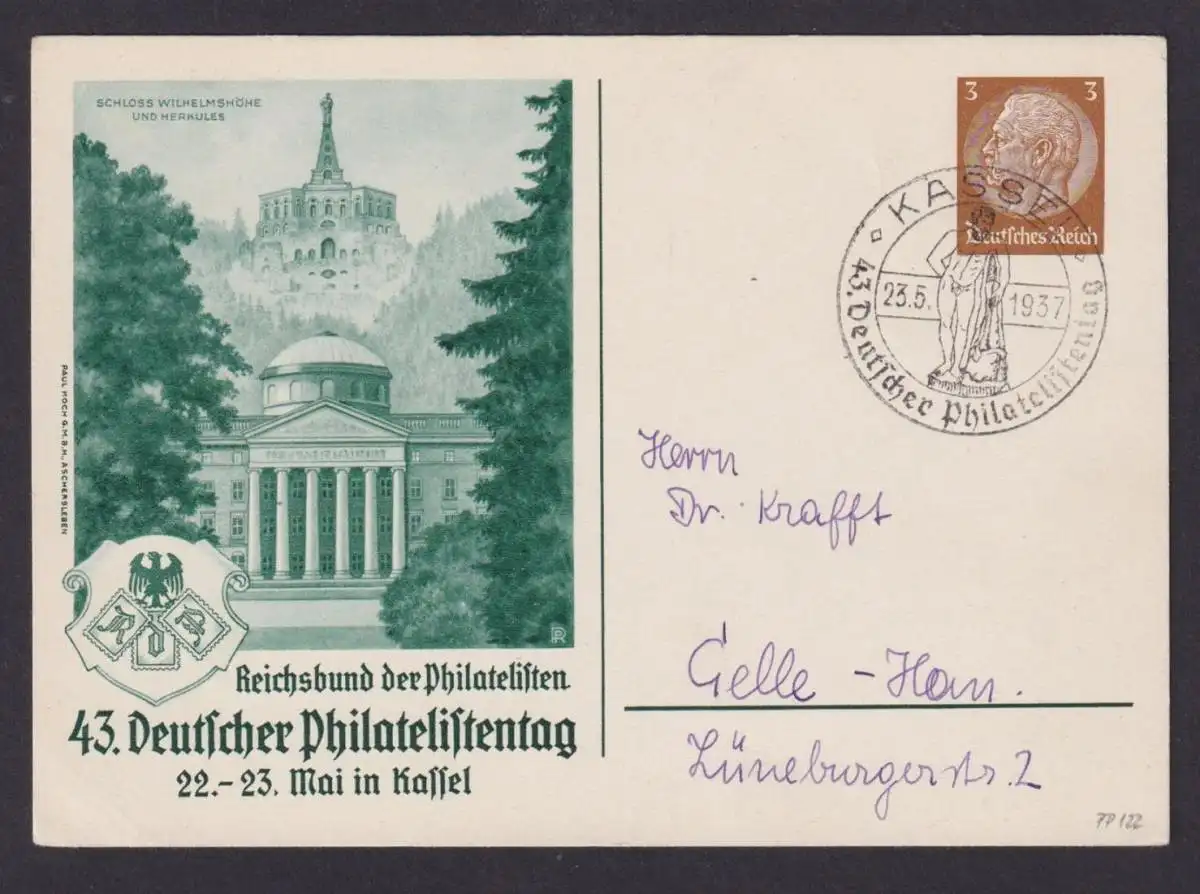 SCHLOSS WILHELMSHÖHE
UND HERKULES
PAUL KOCH G.M.B.H., ASCHERSLEBEN
R d P
PR
Reichsbund der Philatelisten
43. Deutscher Philatelistentag
22.-23. Mai in Kassel
3 3
Deutsches Reich
KASSEL
23.5. 1937
43. Deutscher Philatelistentag
Herrn
Dr. Krafft
Celle - Han.
Lüneburgerstr. 2
PP 122